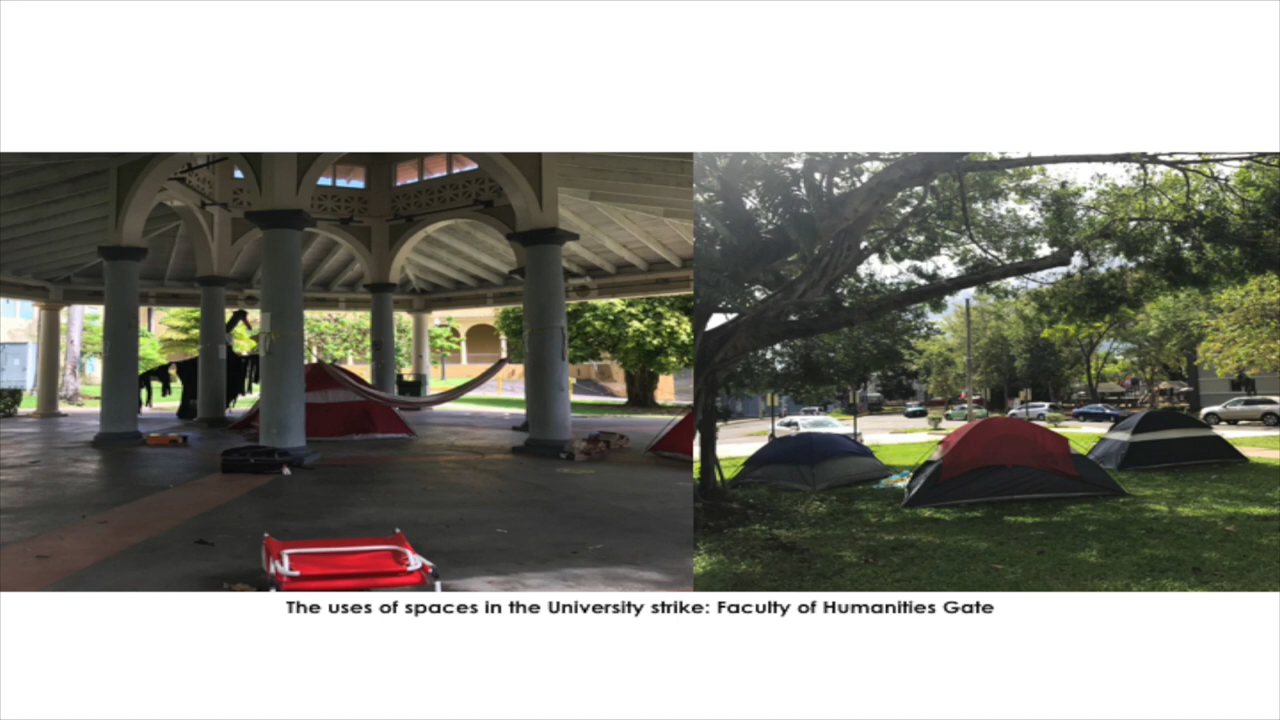 The uses of spaces in the University strike: Faculty of Humanities Gate